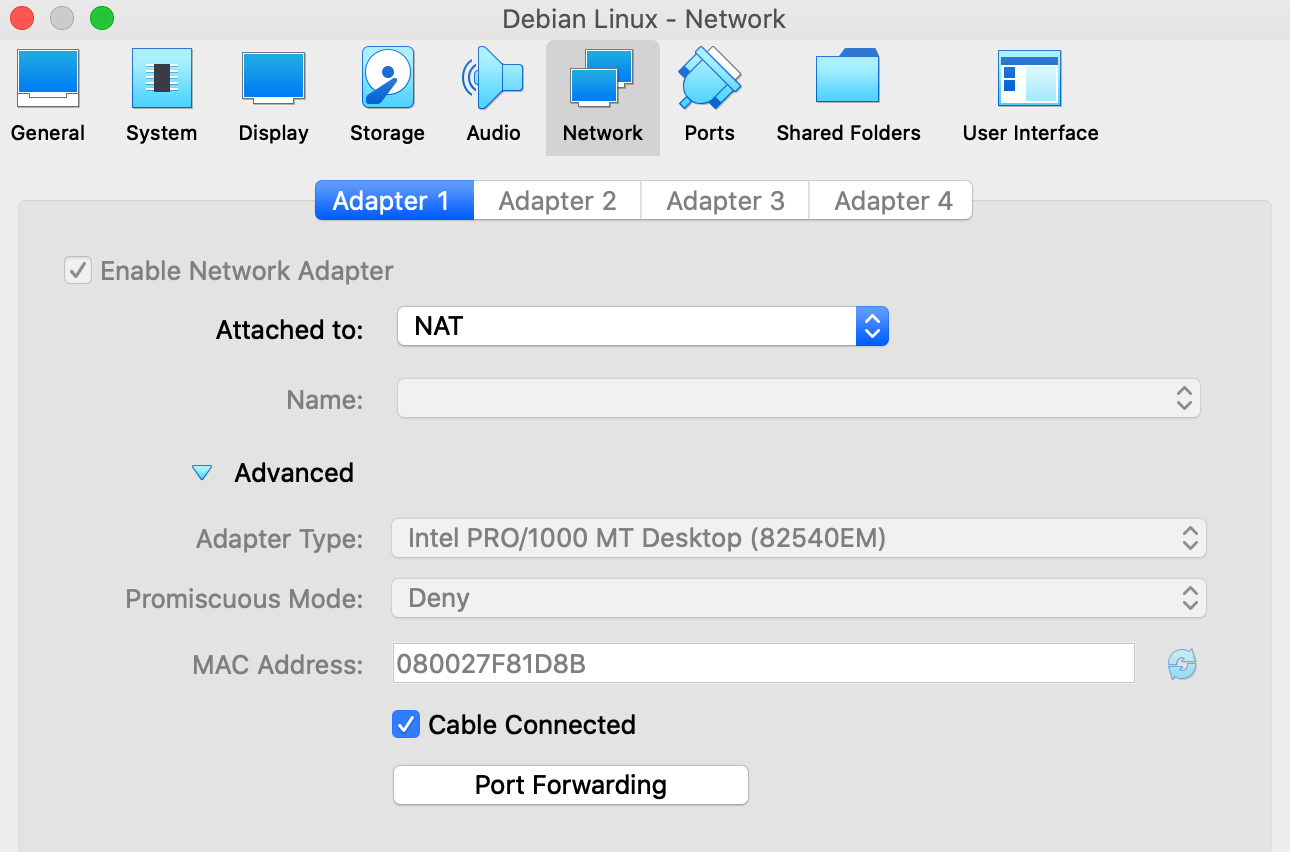 Debian Linux - Network
General System Display Storage Audio Network Ports Shared Folders User Interface
Adapter 1 Adapter 2 Adapter 3 Adapter 4
Enable Network Adapter
Attached to: NAT
Name:
Advanced
Adapter Type: Intel PRO/1000 MT Desktop (82540EM)
Promiscuous Mode: Deny
MAC Address: 080027F81D8B
Cable Connected
Port Forwarding